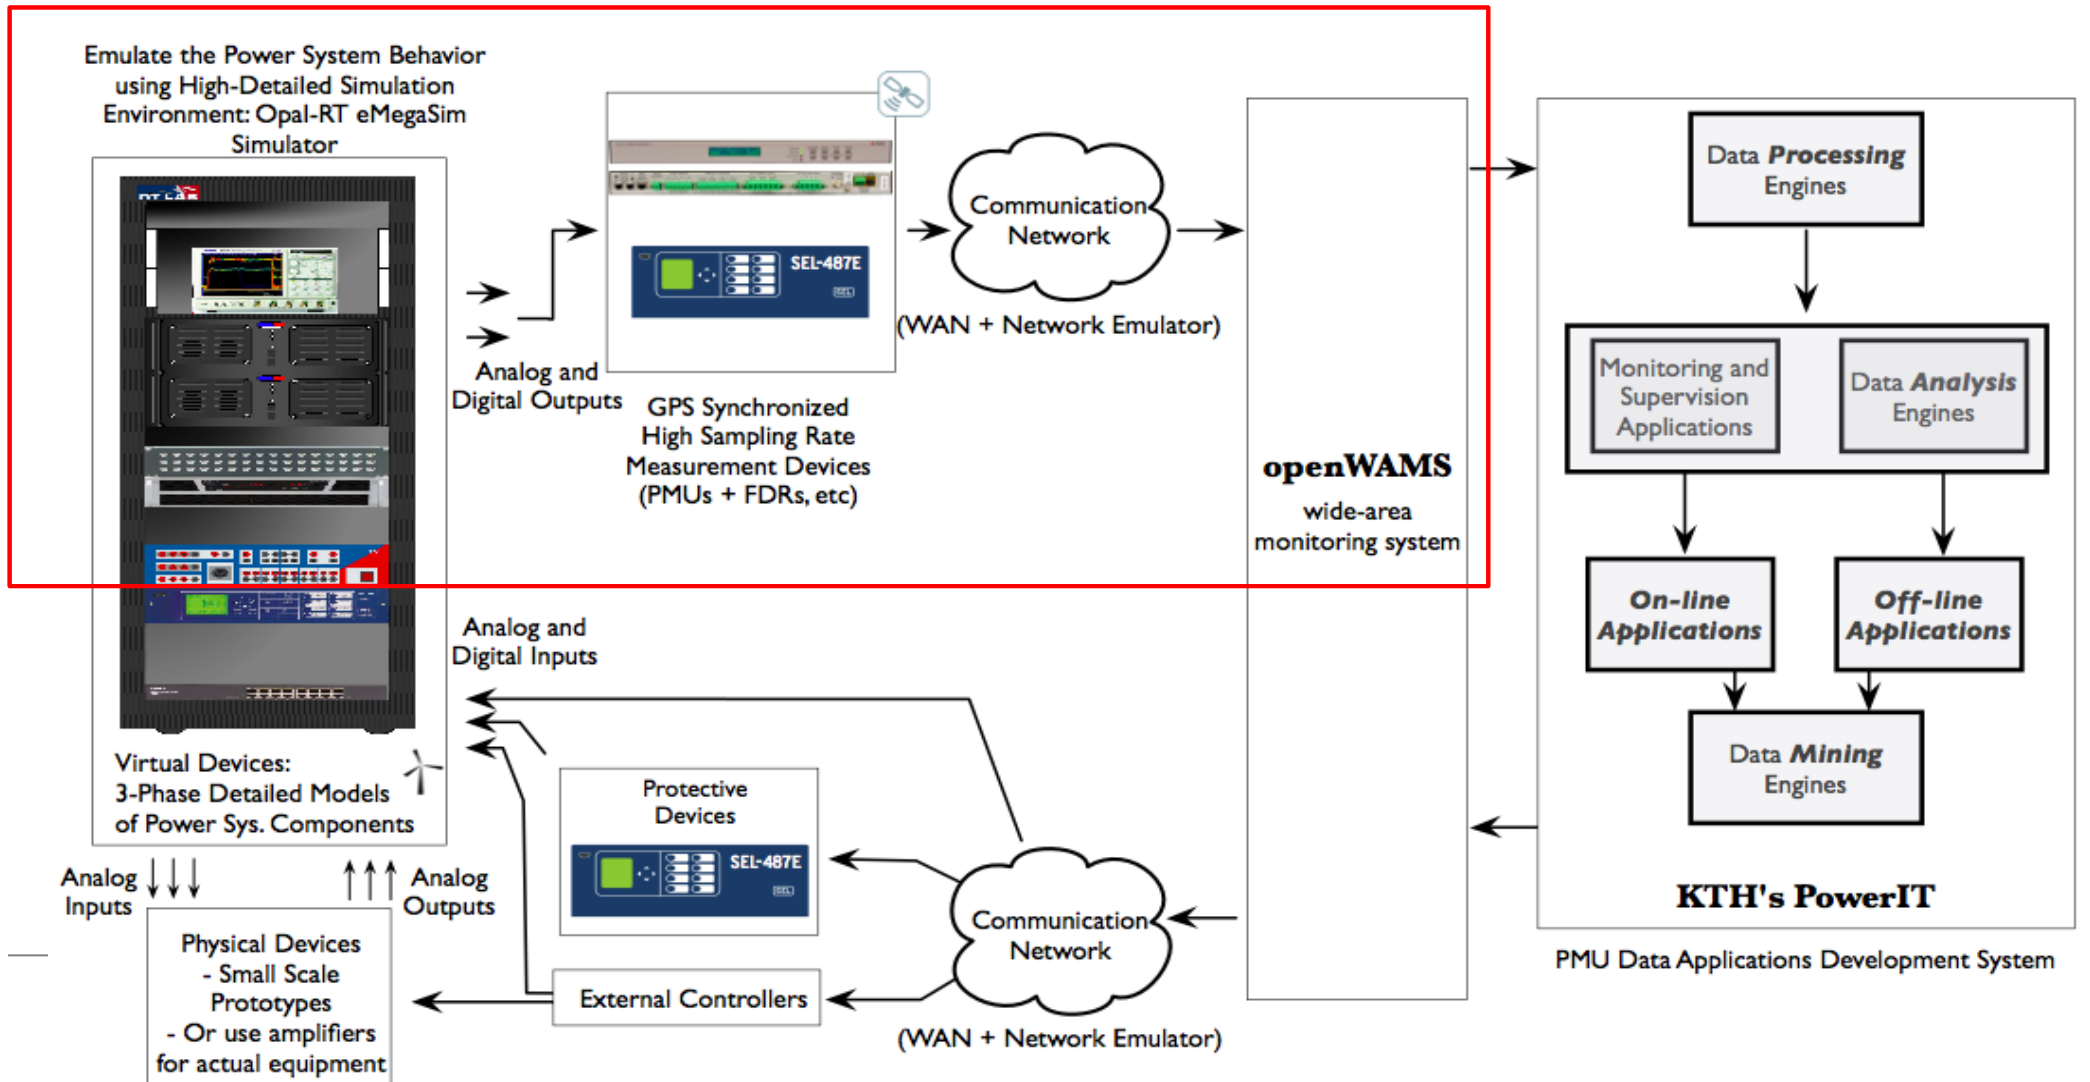 Emulate the Power System Behavior
using High-Detailed Simulation
Environment: Opal-RT eMegaSim
Simulator
Analog and
Digital Outputs
SEL-487E
SEL
GPS Synchronized
High Sampling Rate
Measurement Devices
(PMUs + FDRs, etc)
Communication
Network
(WAN + Network Emulator)
openWAMS
wide-area
monitoring system
Data Processing
Engines
Monitoring and
Supervision
Applications
Data Analysis
Engines
On-line
Applications
Off-line
Applications
Data Mining
Engines
KTH's PowerIT
PMU Data Applications Development System
Analog and
Digital Inputs
Virtual Devices:
3-Phase Detailed Models
of Power Sys. Components
Protective
Devices
SEL-487E
SEL
Communication
Network
(WAN + Network Emulator)
External Controllers
Analog
Inputs
Analog
Outputs
Physical Devices
- Small Scale
Prototypes
- Or use amplifiers
for actual equipment